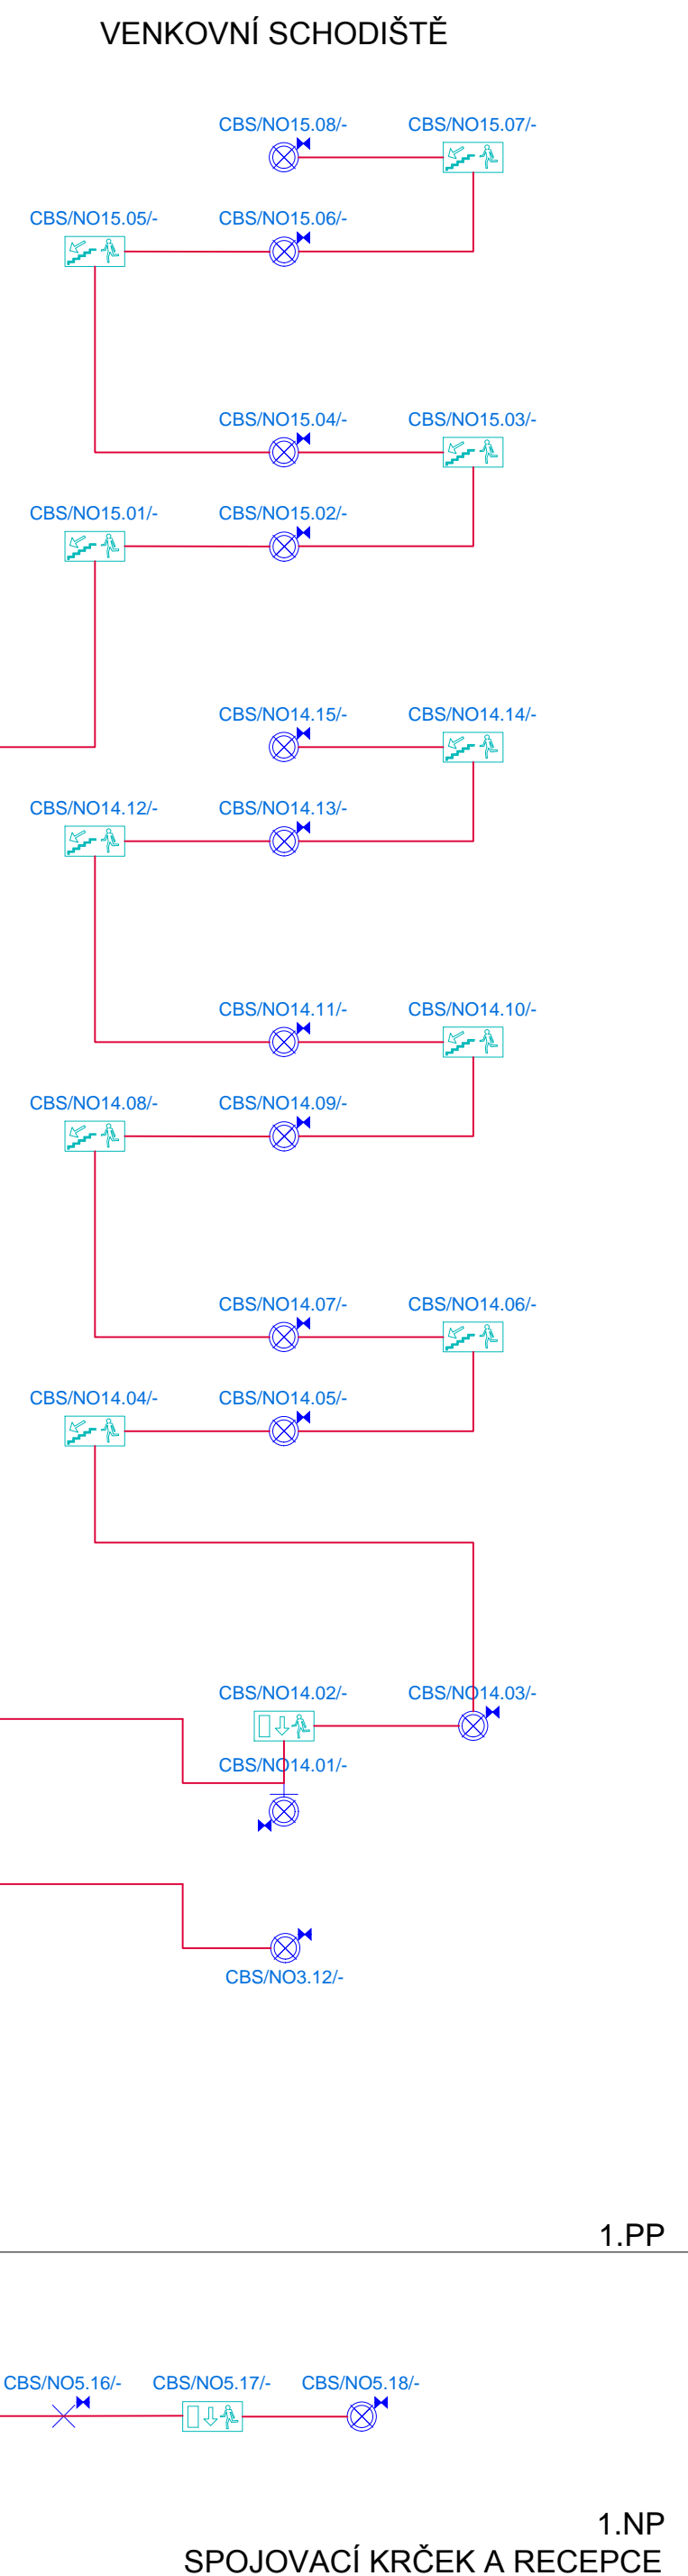 VENKOVNÍ SCHODIŠTĚ
CBS/NO15.08/- CBS/NO15.07/-
CBS/NO15.05/- CBS/NO15.06/-
CBS/NO15.04/- CBS/NO15.03/-
CBS/NO15.01/- CBS/NO15.02/-
CBS/NO14.15/- CBS/NO14.14/-
CBS/NO14.12/- CBS/NO14.13/-
CBS/NO14.11/- CBS/NO14.10/-
CBS/NO14.08/- CBS/NO14.09/-
CBS/NO14.07/- CBS/NO14.06/-
CBS/NO14.04/- CBS/NO14.05/-
CBS/NO14.02/- CBS/NO14.03/-
CBS/NO14.01/-
CBS/NO3.12/-
1.PP
CBS/NO5.16/- CBS/NO5.17/- CBS/NO5.18/-
1.NP
SPOJOVACÍ KRČEK A RECEPCE